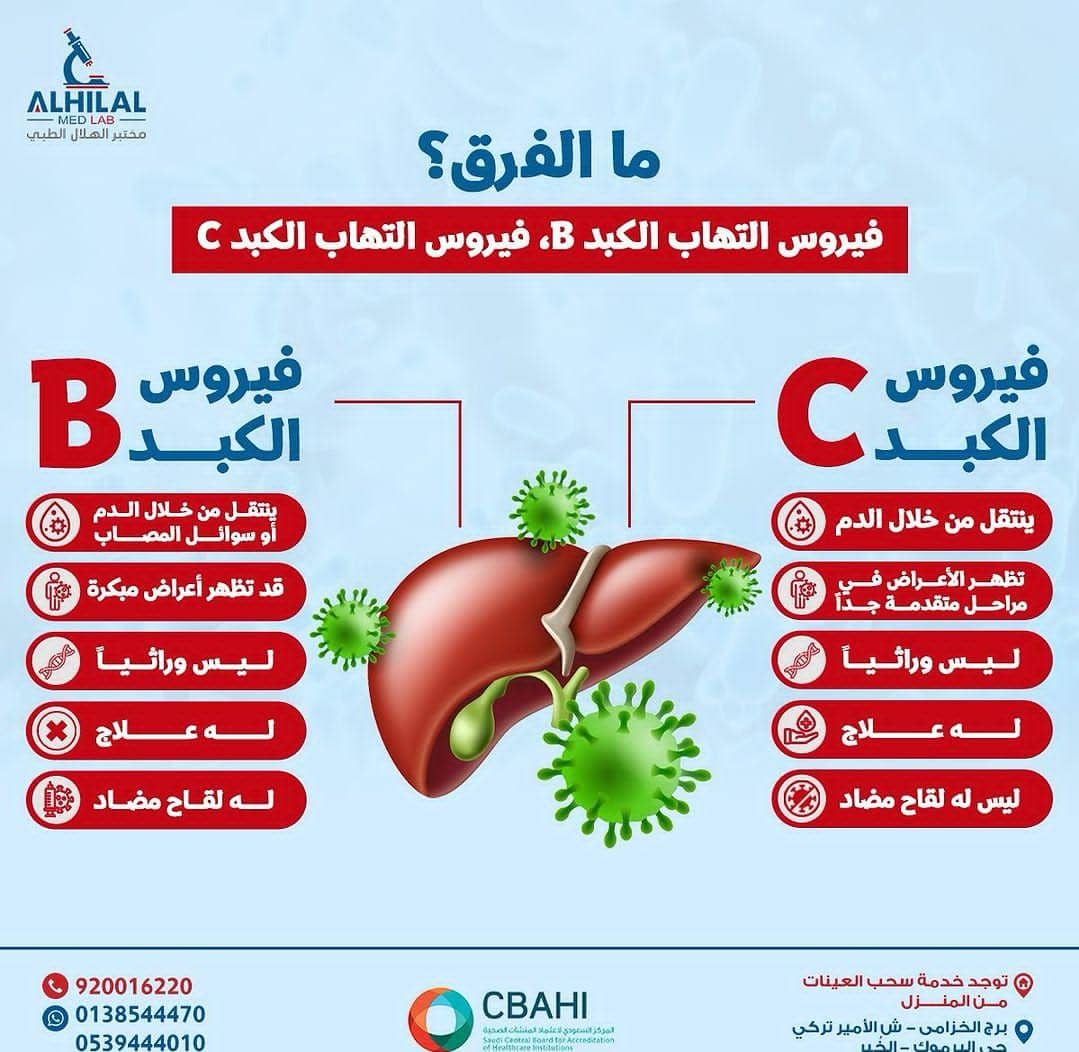 ALHILAL
MED LAB
مختبر الهلال الطبي
ما الفرق؟
فيروس التهاب الكبد B، فيروس التهاب الكبد C
فيروس
الكبــد C
ينتقل من خلال الدم
تظهر الأعراض في
مراحل متقدمة جداً
ليس وراثياً
له علاج
ليس له لقاح مضاد
فيروس
الكبــد B
ينتقل من خلال الدم
أو سوائل المصاب
قد تظهر أعراض مبكرة
ليس وراثياً
له علاج
له لقاح مضاد
توجد خدمة سحب العينات
من المنزل
برج الخزامى – ش الأمير تركي
حي اليرموك – الخبر
CBAHI
المركز السعودي لاعتماد المنشآت الصحية
Saudi Central Board for Accreditation
of Healthcare Institutions
920016220
0138544470
0539444010